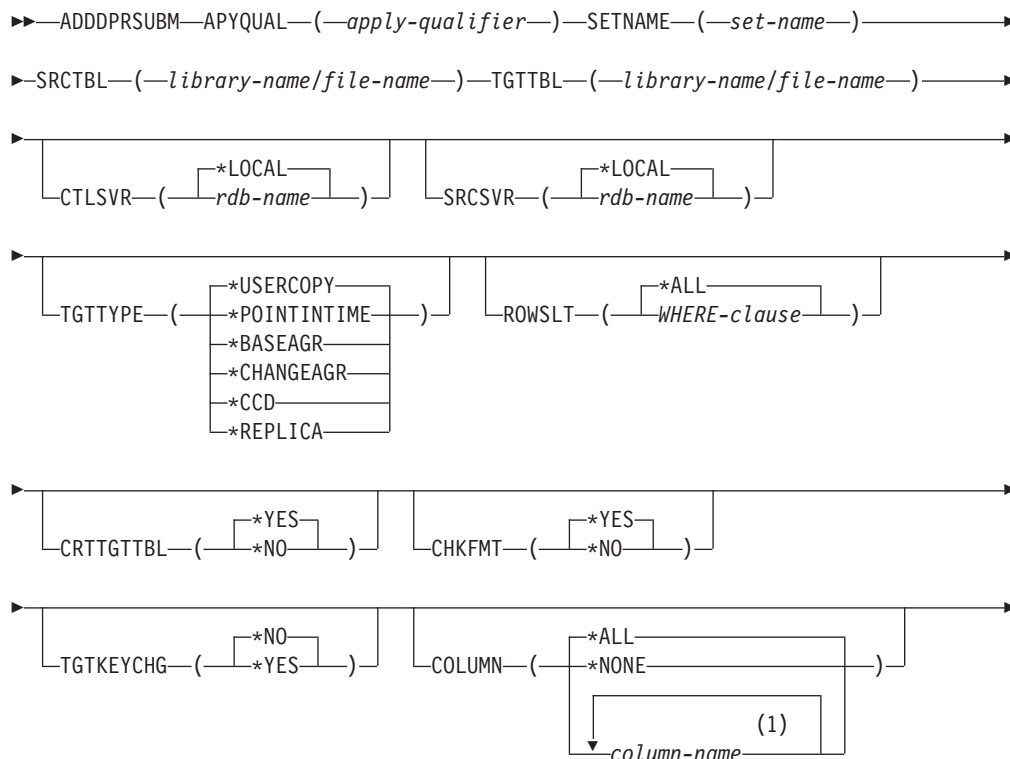 ADDDPRSUBM APYQUAL ( apply-qualifier ) SETNAME ( set-name )
SRCTBL ( library-name/file-name ) TGTTBL ( library-name/file-name )
*LOCAL *LOCAL
CTLSVR ( rdb-name ) SRCSVR ( rdb-name )
*USERCOPY *ALL
TGTTYPE ( *POINTINTIME ) ROWSLT ( WHERE-clause )
*BASEAGR
*CHANGEAGR
*CCD
*REPLICA
*YES *YES
CRTTGTTBL ( *NO ) CHKFMT ( *NO )
*NO *ALL
TGTKEYCHG ( *YES ) COLUMN ( *NONE )
(1)
column-name